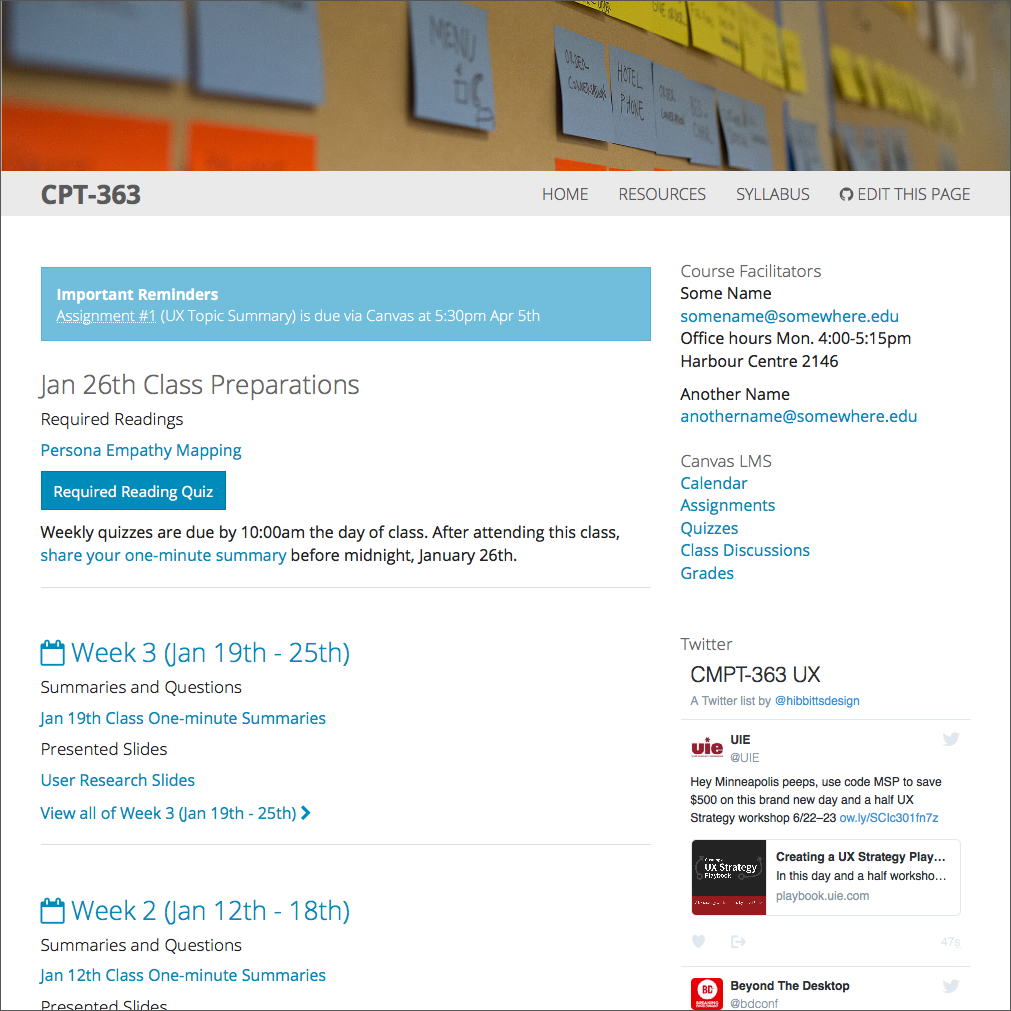 MENU
ORDER-
CONVERSATION
HOTEL
PHONE
ORDER
CPT-363
HOME RESOURCES SYLLABUS EDIT THIS PAGE
Important Reminders
Assignment #1 (UX Topic Summary) is due via Canvas at 5:30pm Apr 5th
Jan 26th Class Preparations
Required Readings
Persona Empathy Mapping
Required Reading Quiz
Weekly quizzes are due by 10:00am the day of class. After attending this class,
share your one-minute summary before midnight, January 26th.
Week 3 (Jan 19th - 25th)
Summaries and Questions
Jan 19th Class One-minute Summaries
Presented Slides
User Research Slides
View all of Week 3 (Jan 19th - 25th)
Week 2 (Jan 12th - 18th)
Summaries and Questions
Jan 12th Class One-minute Summaries
Presented Slides
Course Facilitators
Some Name
somename@somewhere.edu
Office hours Mon. 4:00-5:15pm
Harbour Centre 2146
Another Name
anothername@somewhere.edu
Canvas LMS
Calendar
Assignments
Quizzes
Class Discussions
Grades
Twitter
CMPT-363 UX
A Twitter list by @hibbittsdesign
uie
UIE
@UIE
Hey Minneapolis peeps, use code MSP to save
$500 on this brand new day and a half UX
Strategy workshop 6/22–23 ow.ly/SCIc301fn7z
UX Strategy
Playbook
Creating a UX Strategy Play...
In this day and a half worksho...
playbook.uie.com
47s
BC
Beyond The Desktop
@bdconf